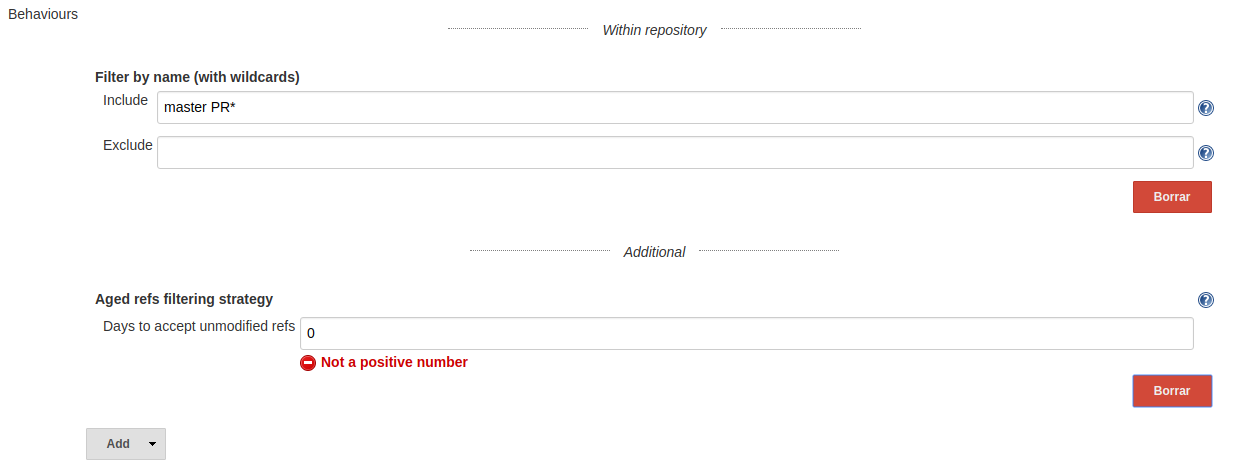 Behaviours
Within repository
Filter by name (with wildcards)
Include master PR*
Exclude
Borrar
Additional
Aged refs filtering strategy
Days to accept unmodified refs 0
Not a positive number
Borrar
Add